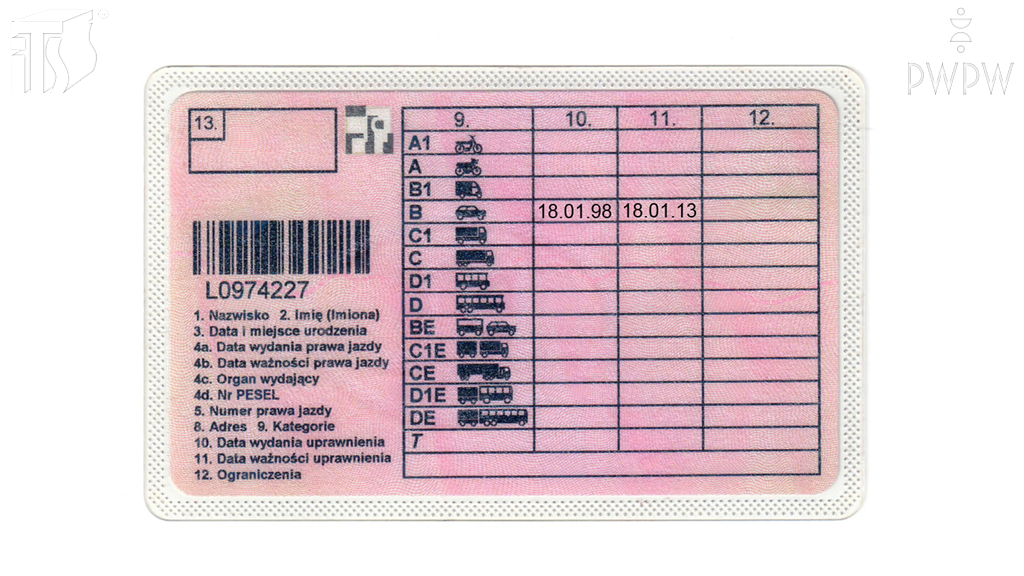 ITS
PWPW
13.
9. 10. 11. 12.
A1
A
B1
B 18.01.98 18.01.13
C1
C
D1
D
BE
C1E
CE
D1E
DE
T
L0974227
1. Nazwisko 2. Imię (Imiona)
3. Data i miejsce urodzenia
4a. Data wydania prawa jazdy
4b. Data ważności prawa jazdy
4c. Organ wydający
4d. Nr PESEL
5. Numer prawa jazdy
8. Adres 9. Kategorie
10. Data wydania uprawnienia
11. Data ważności uprawnienia
12. Ograniczenia